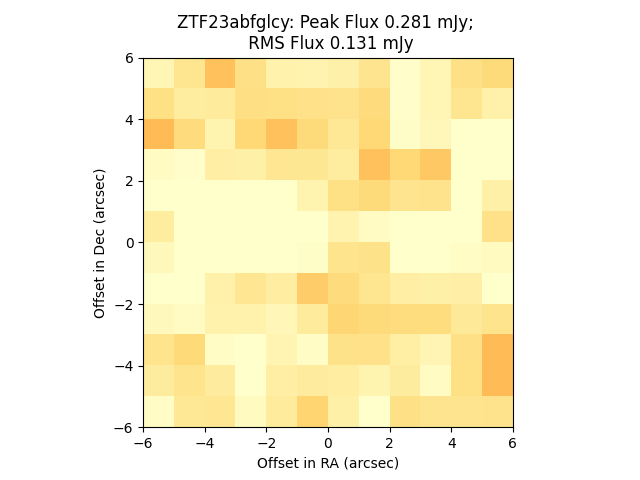 ZTF23abfglcy: Peak Flux 0.281 mJy;
RMS Flux 0.131 mJy
6
4
2
0
−2
−4
−6
Offset in Dec (arcsec)
−6 −4 −2 0 2 4 6
Offset in RA (arcsec)